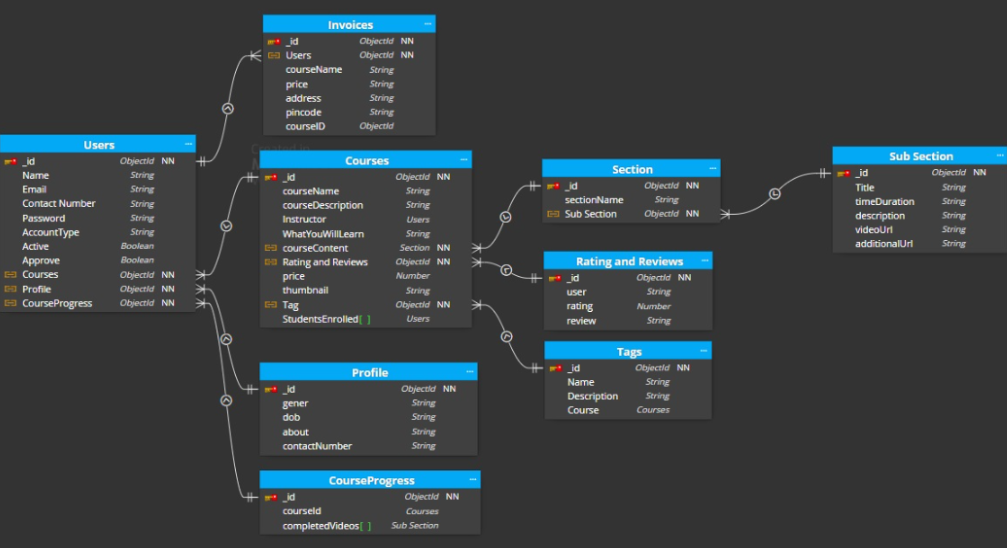 Invoices ...
_id ObjectId NN
Users ObjectId NN
courseName String
price String
address String
pincode String
courseID ObjectId
Users ...
_id ObjectId NN
Name String
Email String
Contact Number String
Password String
AccountType String
Active Boolean
Approve Boolean
Courses ObjectId NN
Profile ObjectId NN
CourseProgress ObjectId NN
Courses ...
_id ObjectId NN
courseName String
courseDescription String
Instructor Users
WhatYouWillLearn String
courseContent Section NN
Rating and Reviews ObjectId NN
price Number
thumbnail String
Tag ObjectId NN
StudentsEnrolled[ ] Users
Section ...
_id ObjectId NN
sectionName String
Sub Section ObjectId NN
Sub Section ...
_id ObjectId NN
Title String
timeDuration String
description String
videoUrl String
additionalUrl String
Rating and Reviews ...
_id ObjectId NN
user String
rating Number
review String
Tags ...
_id ObjectId NN
Name String
Description String
Course Courses
Profile ...
_id ObjectId NN
gener String
dob String
about String
contactNumber String
CourseProgress ...
_id ObjectId NN
courseId Courses
completedVideos[ ] Sub Section